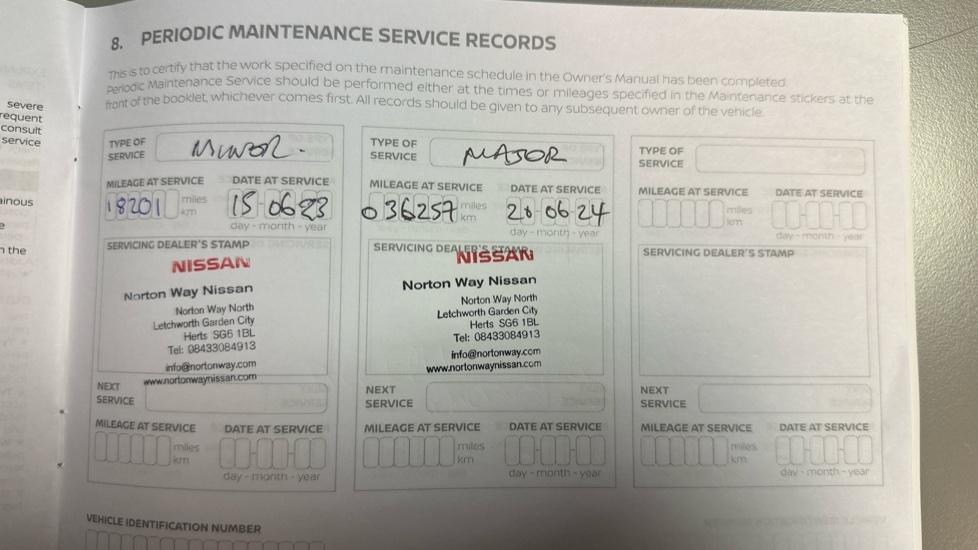 severe
requent
consult
service
ainous
e
n the
8. PERIODIC MAINTENANCE SERVICE RECORDS
This is to certify that the work specified on the maintenance schedule in the Owner's Manual has been completed.
Periodic Maintenance Service should be performed either at the times or mileages specified in the Maintenance stickers at the
front of the booklet, whichever comes first. All records should be given to any subsequent owner of the vehicle.
TYPE OF
SERVICE
MINOR.
MILEAGE AT SERVICE
DATE AT SERVICE
18201 miles
km
15 06 23
day - month - year
SERVICING DEALER'S STAMP
NISSAN
Norton Way Nissan
Norton Way North
Letchworth Garden City
Herts SG6 1BL
Tel: 08433084913
info@nortonway.com
www.nortonwaynissan.com
NEXT
SERVICE
MILEAGE AT SERVICE
DATE AT SERVICE
miles
km
day - month - year
TYPE OF
SERVICE
MAJOR
MILEAGE AT SERVICE
DATE AT SERVICE
036257 miles
km
20 06 24
day - month - year
SERVICING DEALER'S STAMP
NISSAN
Norton Way Nissan
Norton Way North
Letchworth Garden City
Herts SG6 1BL
Tel: 08433084913
info@nortonway.com
www.nortonwaynissan.com
NEXT
SERVICE
MILEAGE AT SERVICE
DATE AT SERVICE
miles
km
day - month - year
TYPE OF
SERVICE
MILEAGE AT SERVICE
DATE AT SERVICE
miles
km
day - month - year
SERVICING DEALER'S STAMP
NEXT
SERVICE
MILEAGE AT SERVICE
DATE AT SERVICE
miles
km
day - month - year
VEHICLE IDENTIFICATION NUMBER